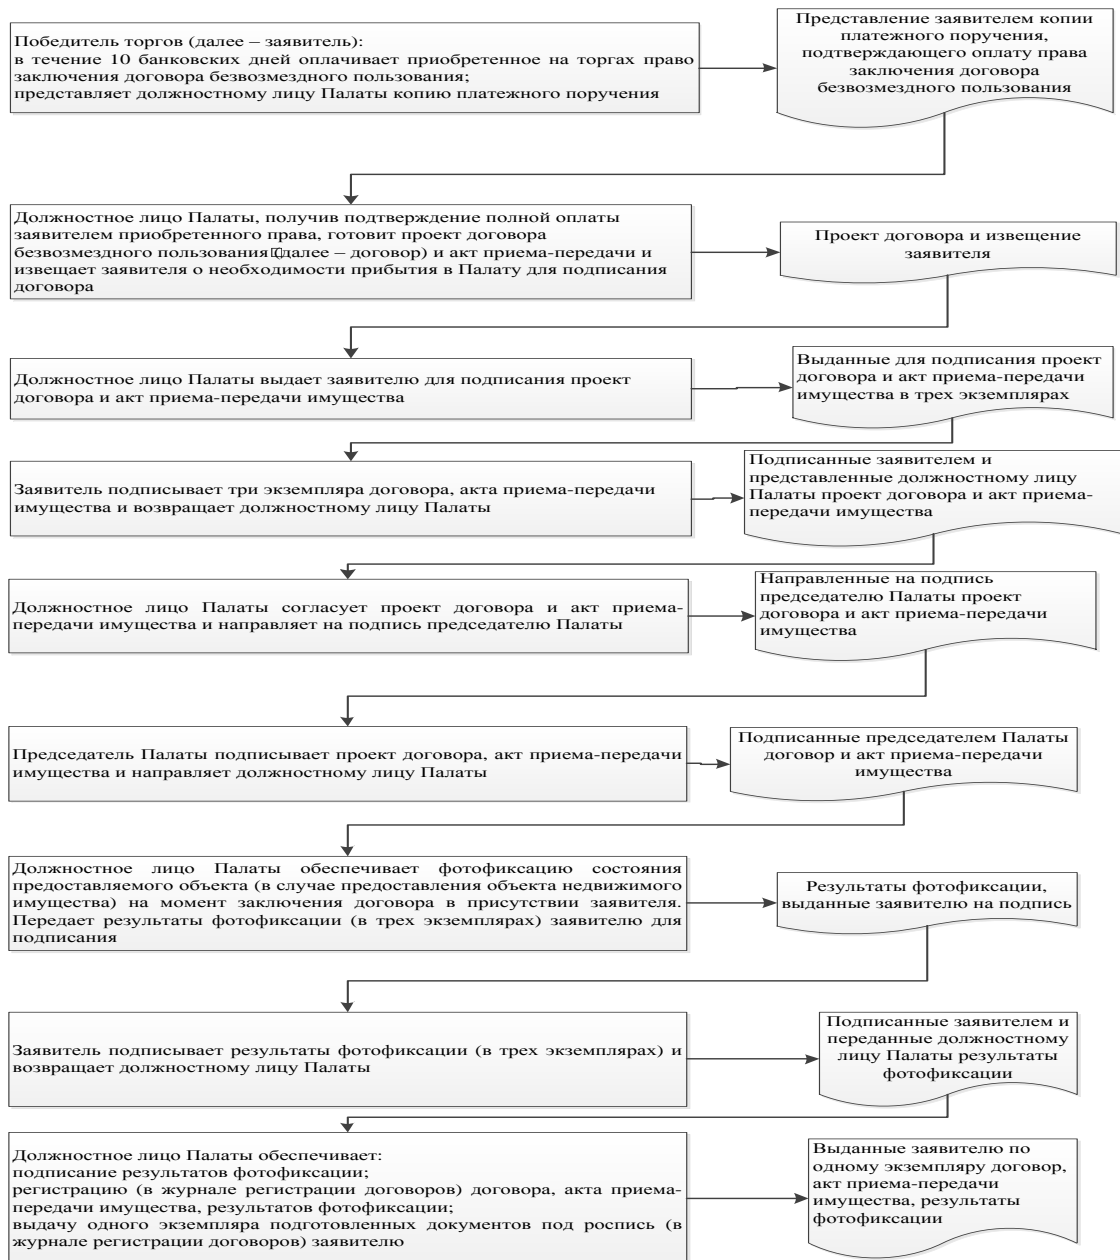 Победитель торгов (далее – заявитель):
в течение 10 банковских дней оплачивает приобретенное на торгах право
заключения договора безвозмездного пользования;
представляет должностному лицу Палаты копию платежного поручения
Представление заявителем копии
платежного поручения,
подтверждающего оплату права
заключения договора
безвозмездного пользования
Должностное лицо Палаты, получив подтверждение полной оплаты
заявителем приобретенного права, готовит проект договора
безвозмездного пользования (далее – договор) и акт приема-передачи и
извещает заявителя о необходимости прибытия в Палату для подписания
договора
Проект договора и извещение
заявителя
Должностное лицо Палаты выдает заявителю для подписания проект
договора и акт приема-передачи имущества
Выданные для подписания проект
договора и акт приема-передачи
имущества в трех экземплярах
Заявитель подписывает три экземпляра договора, акта приема-передачи
имущества и возвращает должностному лицу Палаты
Подписанные заявителем и
представленные должностному лицу
Палаты проект договора и акт приема-
передачи имущества
Должностное лицо Палаты согласует проект договора и акт приема-
передачи имущества и направляет на подпись председателю Палаты
Направленные на подпись
председателю Палаты проект
договора и акт приема-передачи
имущества
Председатель Палаты подписывает проект договора, акт приема-передачи
имущества и направляет должностному лицу Палаты
Подписанные председателем Палаты
договор и акт приема-передачи
имущества
Должностное лицо Палаты обеспечивает фотофиксацию состояния
предоставляемого объекта (в случае предоставления объекта недвижимого
имущества) на момент заключения договора в присутствии заявителя.
Передает результаты фотофиксации (в трех экземплярах) заявителю для
подписания
Результаты фотофиксации,
выданные заявителю на подпись
Заявитель подписывает результаты фотофиксации (в трех экземплярах) и
возвращает должностному лицу Палаты
Подписанные заявителем и
переданные должностному
лицу Палаты результаты
фотофиксации
Должностное лицо Палаты обеспечивает:
подписание результатов фотофиксации;
регистрацию (в журнале регистрации договоров) договора, акта приема-
передачи имущества, результатов фотофиксации;
выдачу одного экземпляра подготовленных документов под роспись (в
журнале регистрации договоров) заявителю
Выданные заявителю по
одному экземпляру договор,
акт приема-передачи
имущества, результаты
фотофиксации